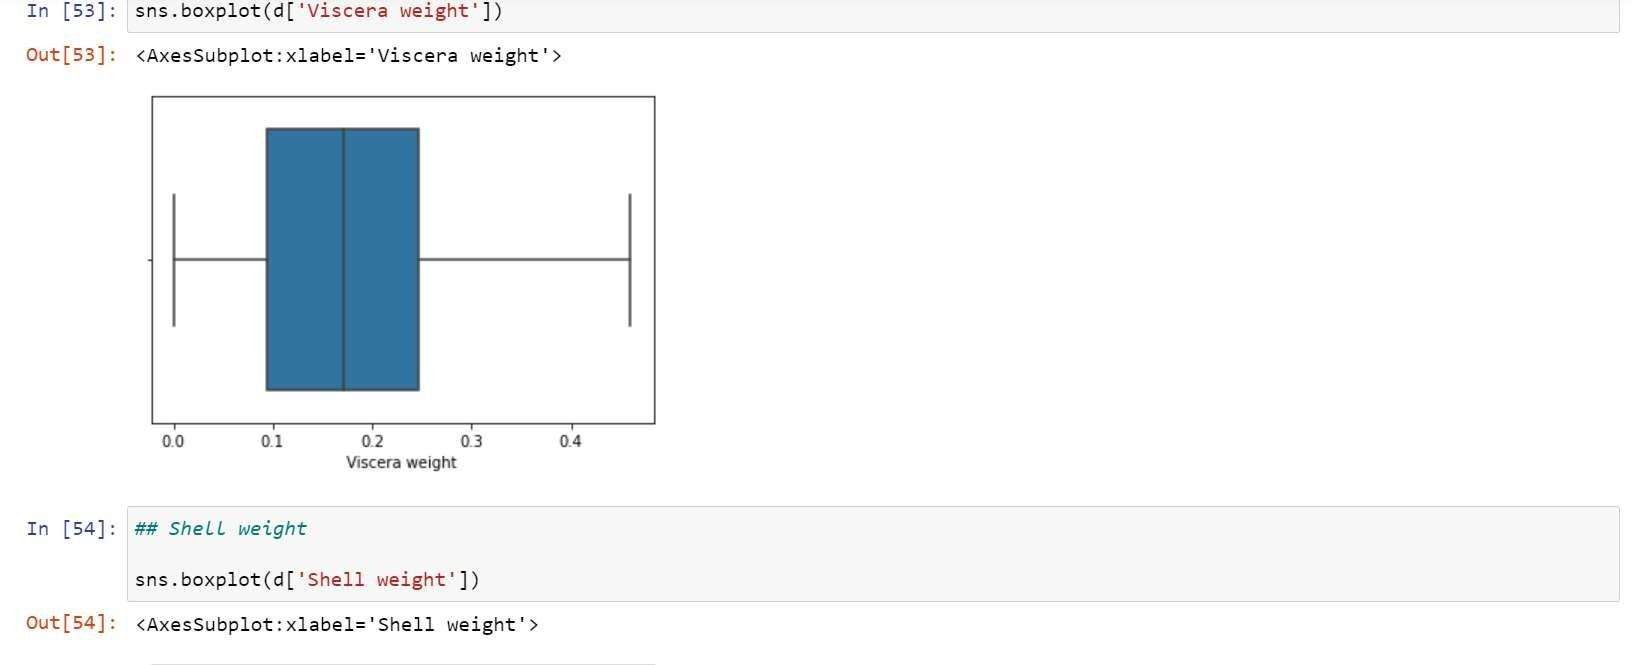 In [53]: sns.boxplot(d['Viscera weight'])
Out[53]: <AxesSubplot:xlabel='Viscera weight'>
0.0 0.1 0.2 0.3 0.4
Viscera weight
In [54]: ## Shell weight
sns.boxplot(d['Shell weight'])
Out[54]: <AxesSubplot:xlabel='Shell weight'>